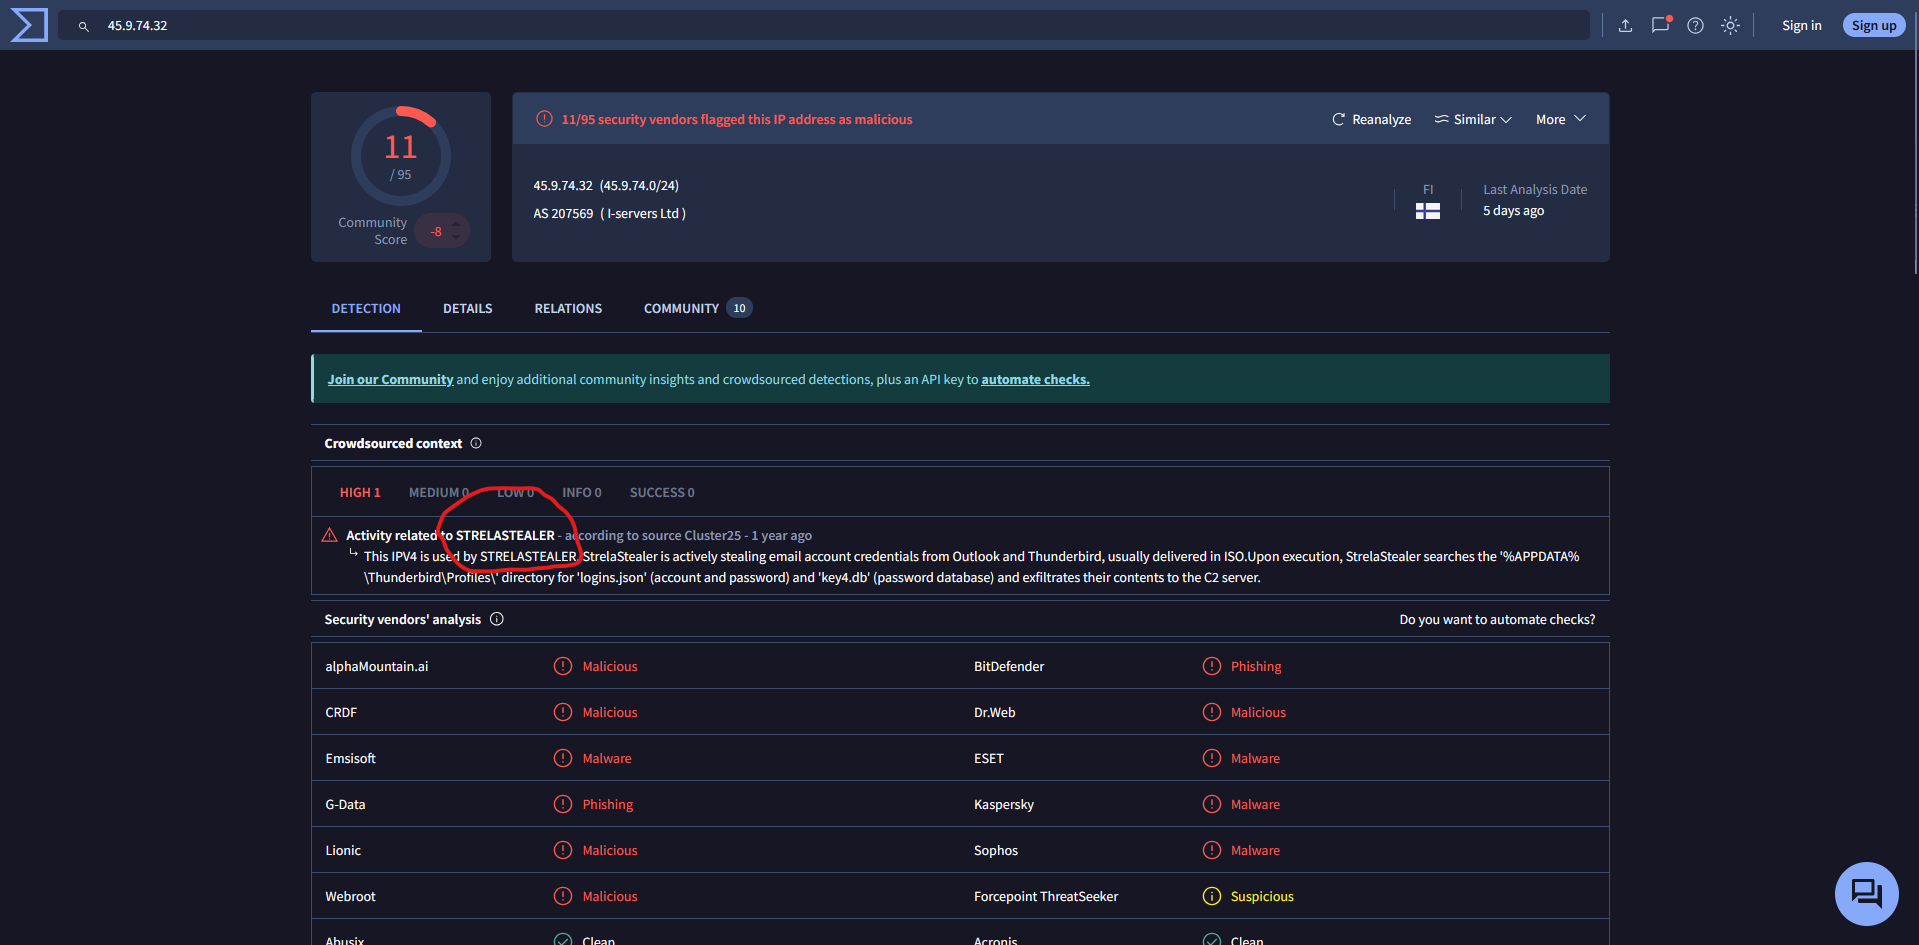 45.9.74.32
Sign in
Sign up
11
/ 95
Community
Score
-8
11/95 security vendors flagged this IP address as malicious
Reanalyze
Similar
More
45.9.74.32 (45.9.74.0/24)
AS 207569 ( I-servers Ltd )
FI
Last Analysis Date
5 days ago
DETECTION
DETAILS
RELATIONS
COMMUNITY 10
Join our Community and enjoy additional community insights and crowdsourced detections, plus an API key to automate checks.
Crowdsourced context
HIGH 1
MEDIUM 0
LOW 0
INFO 0
SUCCESS 0
Activity related to STRELASTEALER - according to source Cluster25 - 1 year ago
This IPV4 is used by STRELASTEALER. StrelaStealer is actively stealing email account credentials from Outlook and Thunderbird, usually delivered in ISO.Upon execution, StrelaStealer searches the '%APPDATA%
\Thunderbird\Profiles\' directory for 'logins.json' (account and password) and 'key4.db' (password database) and exfiltrates their contents to the C2 server.
Security vendors' analysis
Do you want to automate checks?
alphaMountain.ai Malicious BitDefender Phishing
CRDF Malicious Dr.Web Malicious
Emsisoft Malware ESET Malware
G-Data Phishing Kaspersky Malware
Lionic Malicious Sophos Malware
Webroot Malicious Forcepoint ThreatSeeker Suspicious
Abusix Clean Acronis Clean